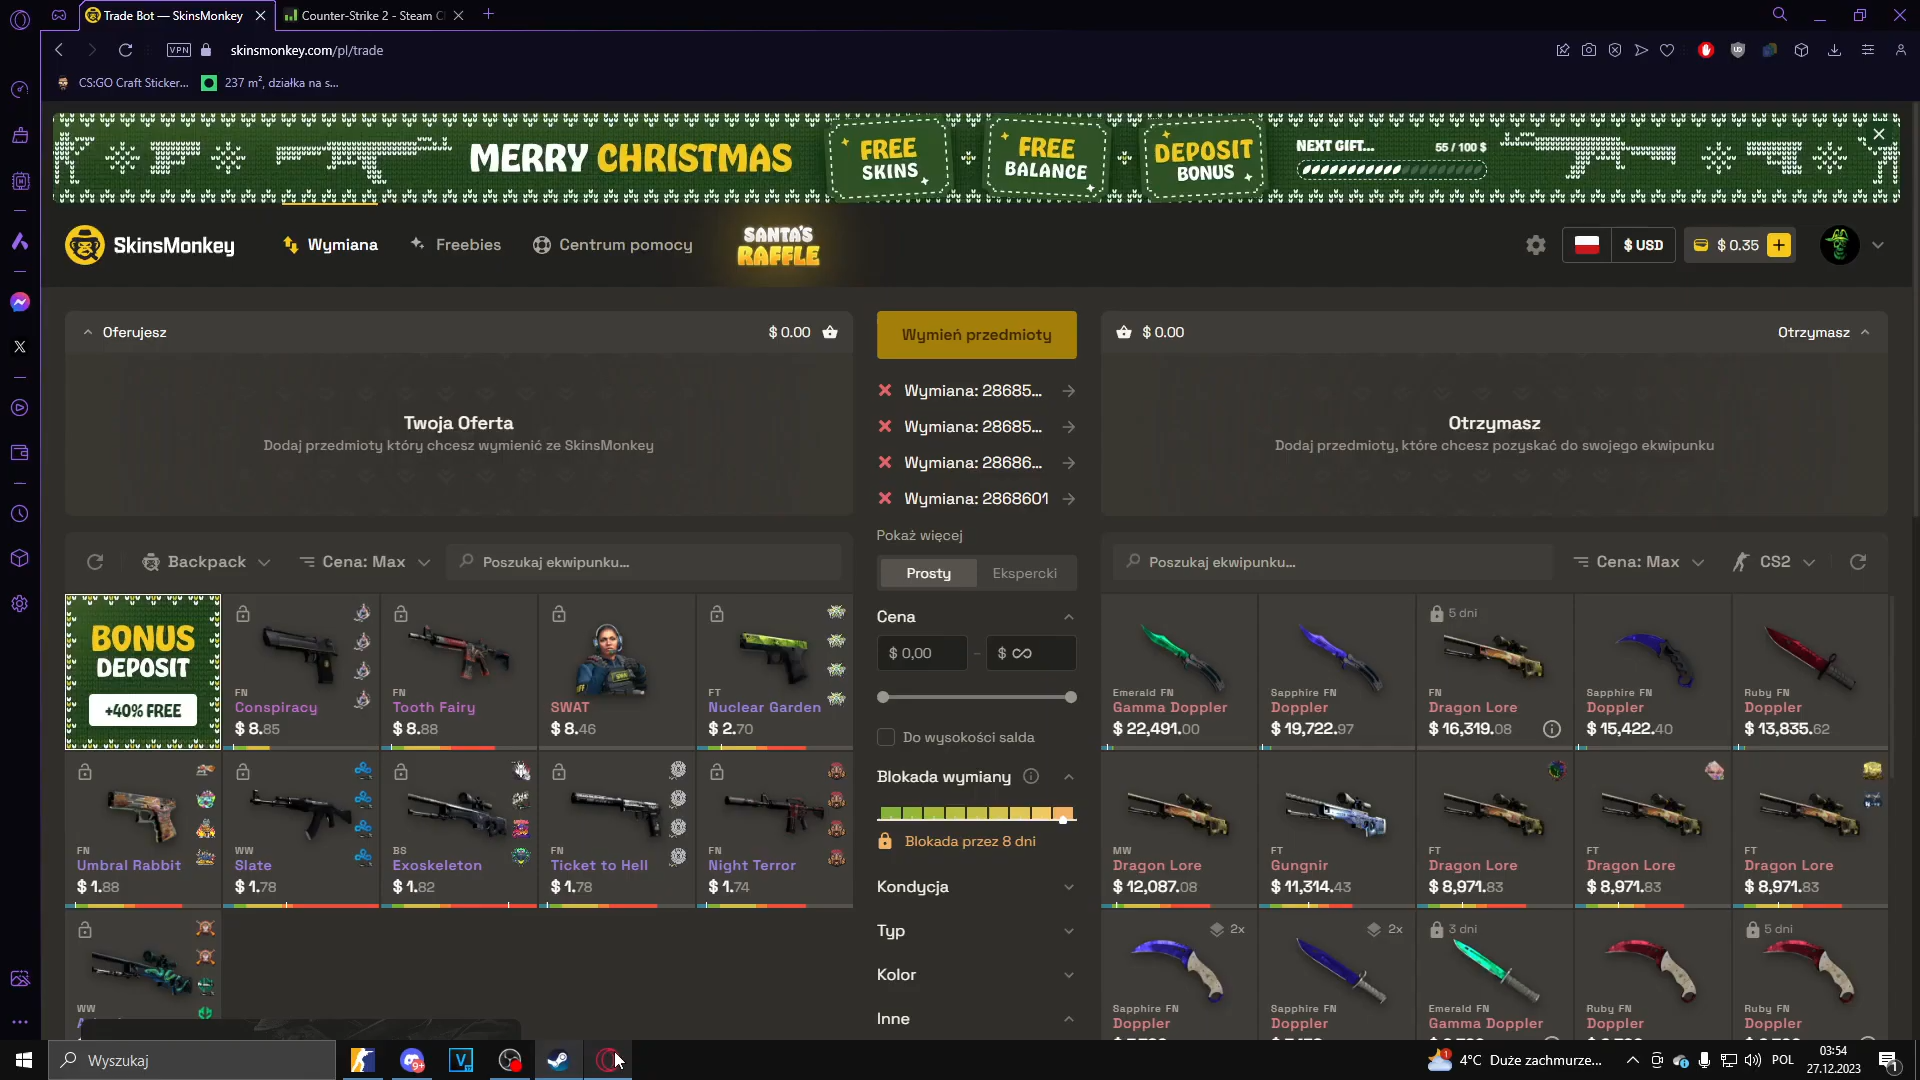 Trade Bot — SkinsMonkey
Counter-Strike 2 - Steam C
VPN
skinsmonkey.com/pl/trade
CS:GO Craft Sticker...
237 m², działka na s...
MERRY CHRISTMAS
FREE
SKINS
FREE
BALANCE
DEPOSIT
BONUS
NEXT GIFT...
55 / 100 $
SkinsMonkey
Wymiana
Freebies
Centrum pomocy
SANTA'S
RAFFLE
$ USD
$ 0.35
Oferujesz
$ 0.00
Twoja Oferta
Dodaj przedmioty który chcesz wymienić ze SkinsMonkey
Wymień przedmioty
Wymiana: 28685...
Wymiana: 28685...
Wymiana: 28686...
Wymiana: 2868601
Pokaż więcej
$ 0.00
Otrzymasz
Otrzymasz
Dodaj przedmioty, które chcesz pozyskać do swojego ekwipunku
Backpack
Cena: Max
Poszukaj ekwipunku...
BONUS
DEPOSIT
+40% FREE
FN
Conspiracy
$ 8.85
FN
Tooth Fairy
$ 8.88
SWAT
$ 8.46
FT
Nuclear Garden
$ 2.70
FN
Umbral Rabbit
$ 1.88
WW
Slate
$ 1.78
BS
Exoskeleton
$ 1.82
FN
Ticket to Hell
$ 1.78
FN
Night Terror
$ 1.74
WW
Prosty
Ekspercki
Cena
$ 0,00
-
$ ∞
Do wysokości salda
Blokada wymiany
Blokada przez 8 dni
Kondycja
Typ
Kolor
Inne
Poszukaj ekwipunku...
Cena: Max
CS2
Emerald FN
Gamma Doppler
$ 22,491.00
Sapphire FN
Doppler
$ 19,722.97
5 dni
FN
Dragon Lore
$ 16,319.08
Sapphire FN
Doppler
$ 15,422.40
Ruby FN
Doppler
$ 13,835.62
MW
Dragon Lore
$ 12,087.08
FT
Gungnir
$ 11,314.43
FT
Dragon Lore
$ 8,971.83
FT
Dragon Lore
$ 8,971.83
FT
Dragon Lore
$ 8,971.83
2x
Sapphire FN
Doppler
2x
Sapphire FN
Doppler
3 dni
Emerald FN
Gamma Doppler
Ruby FN
Doppler
5 dni
Ruby FN
Doppler
Wyszukaj
9+
V
1
4°C Duże zachmurze...
POL
03:54
27.12.2023
1